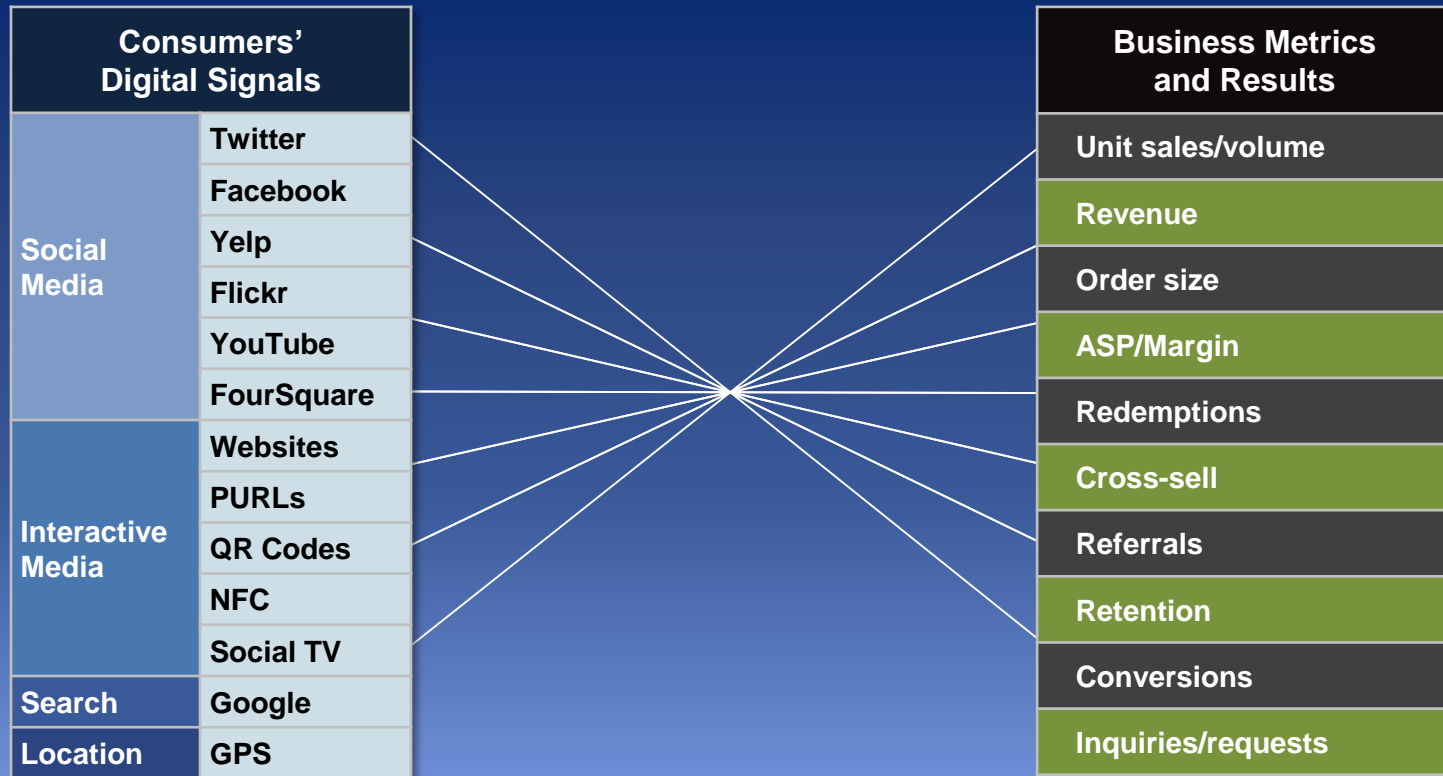 Consumers’
Digital Signals
Social
Media
Twitter
Facebook
Yelp
Flickr
YouTube
FourSquare
Interactive
Media
Websites
PURLs
QR Codes
NFC
Social TV
Search
Google
Location
GPS
Business Metrics
and Results
Unit sales/volume
Revenue
Order size
ASP/Margin
Redemptions
Cross-sell
Referrals
Retention
Conversions
Inquiries/requests